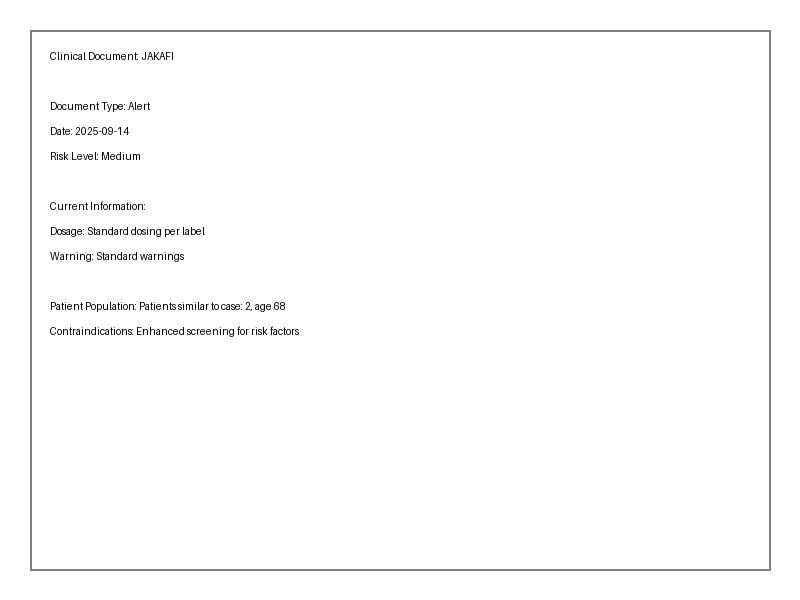 Clinical Document: JAKAFI
Document Type: Alert
Date: 2025-09-14
Risk Level: Medium
Current Information:
Dosage: Standard dosing per label
Warning: Standard warnings
Patient Population: Patients similar to case: 2, age 68
Contraindications: Enhanced screening for risk factors